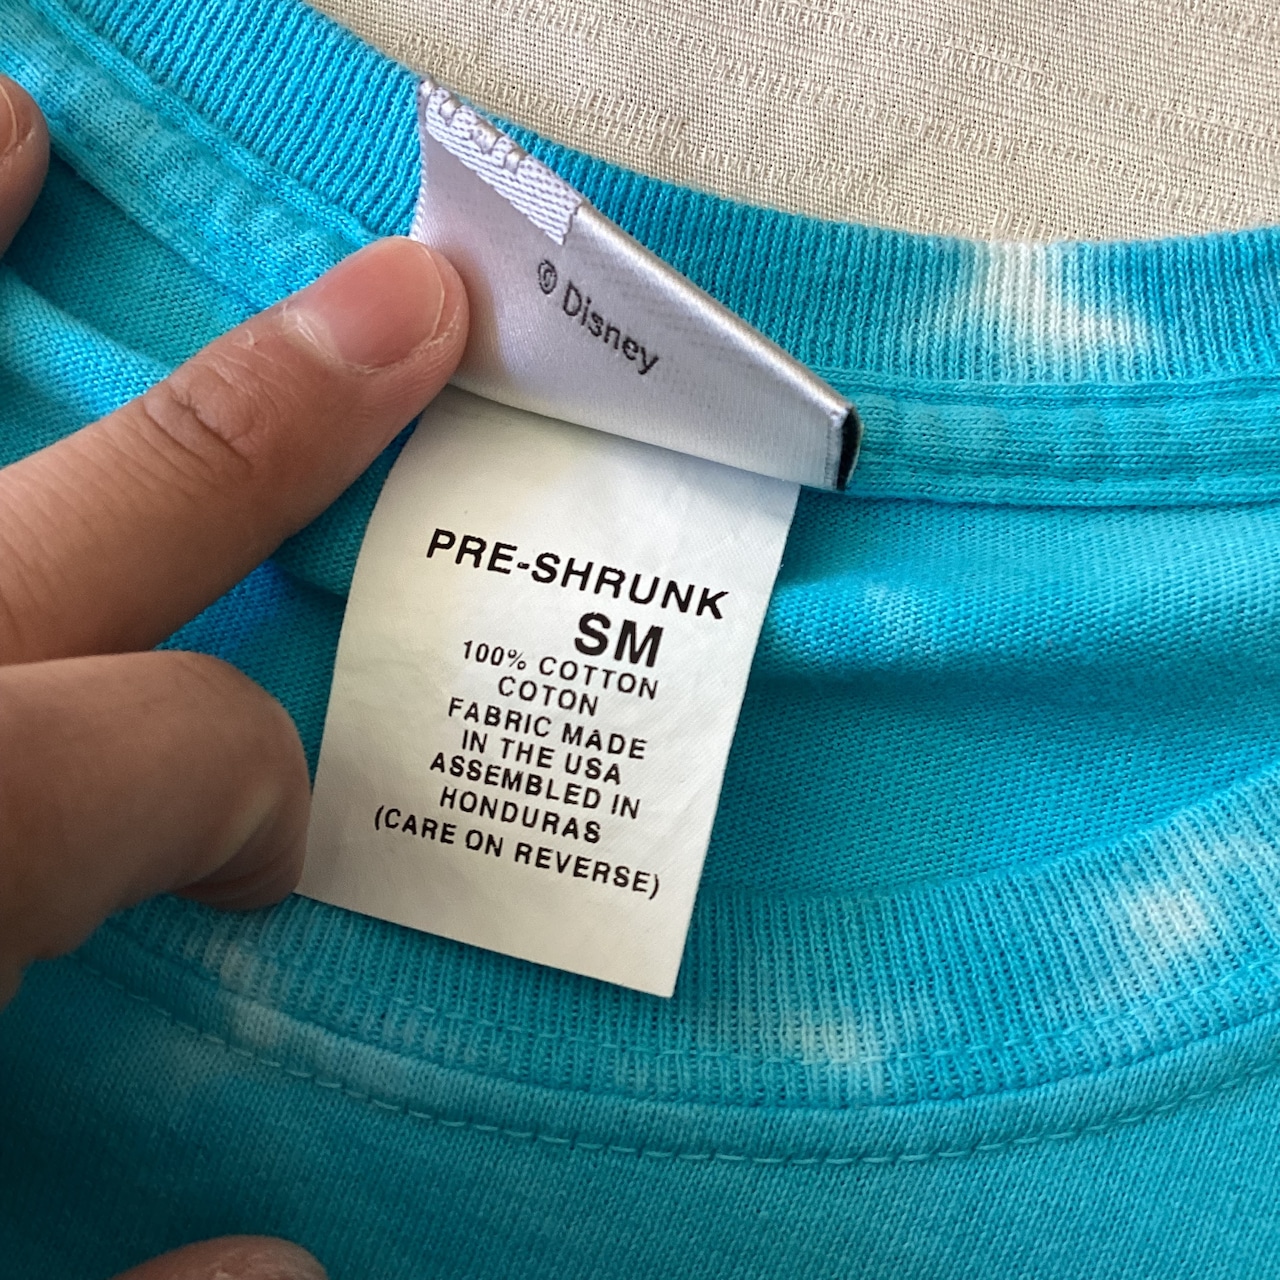 © Disney
PRE-SHRUNK
SM
100% COTTON
COTON
FABRIC MADE
IN THE USA
ASSEMBLED IN
HONDURAS
(CARE ON REVERSE)